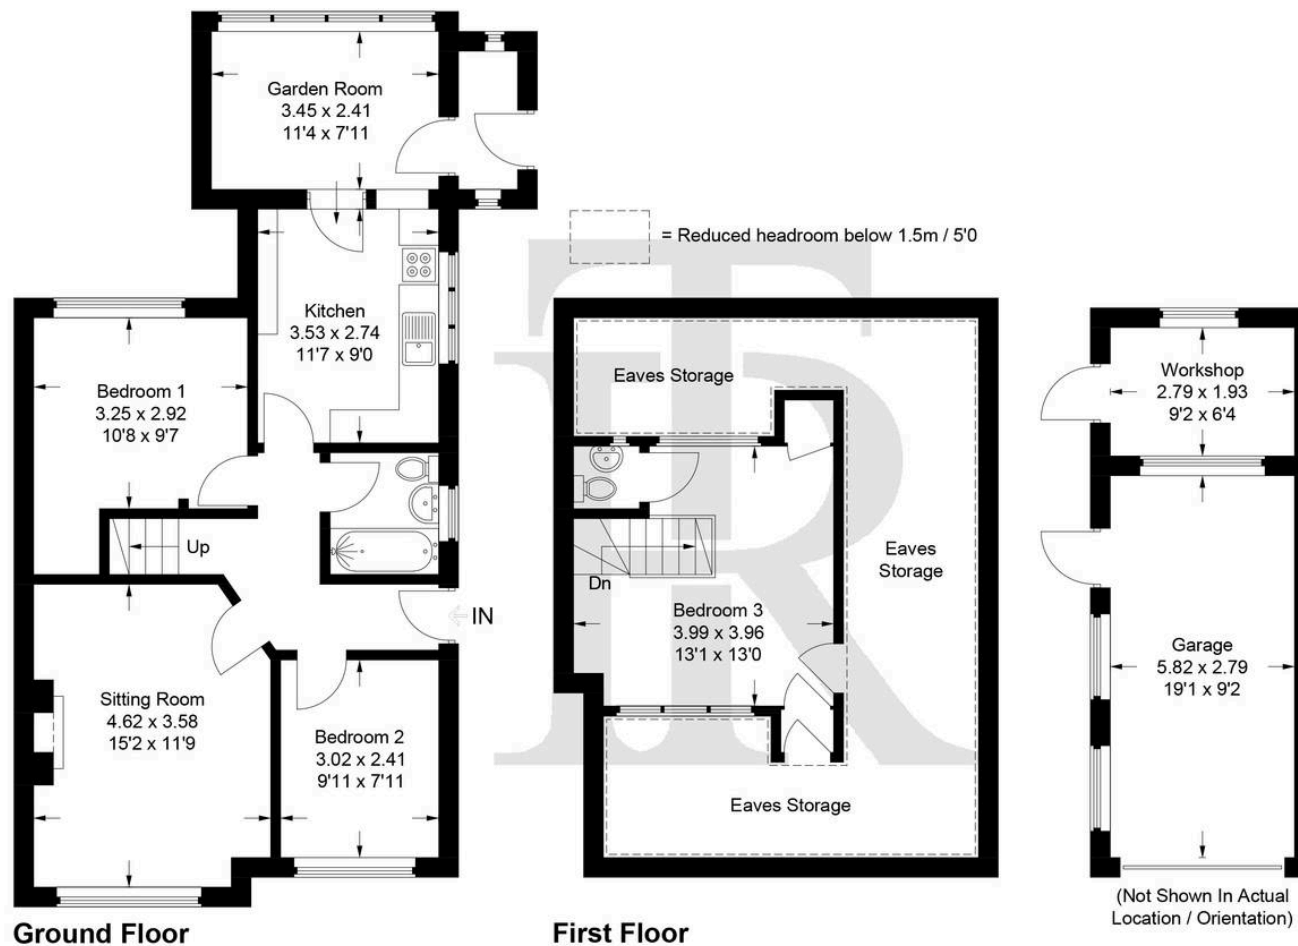 Garden Room
3.45 x 2.41
11'4 x 7'11
= Reduced headroom below 1.5m / 5'0
Kitchen
3.53 x 2.74
11'7 x 9'0
Bedroom 1
3.25 x 2.92
10'8 x 9'7
Up
IN
Sitting Room
4.62 x 3.58
15'2 x 11'9
Bedroom 2
3.02 x 2.41
9'11 x 7'11
Ground Floor
Eaves Storage
Eaves
Storage
Dn
Bedroom 3
3.99 x 3.96
13'1 x 13'0
Eaves Storage
First Floor
Workshop
2.79 x 1.93
9'2 x 6'4
Garage
5.82 x 2.79
19'1 x 9'2
(Not Shown In Actual
Location / Orientation)